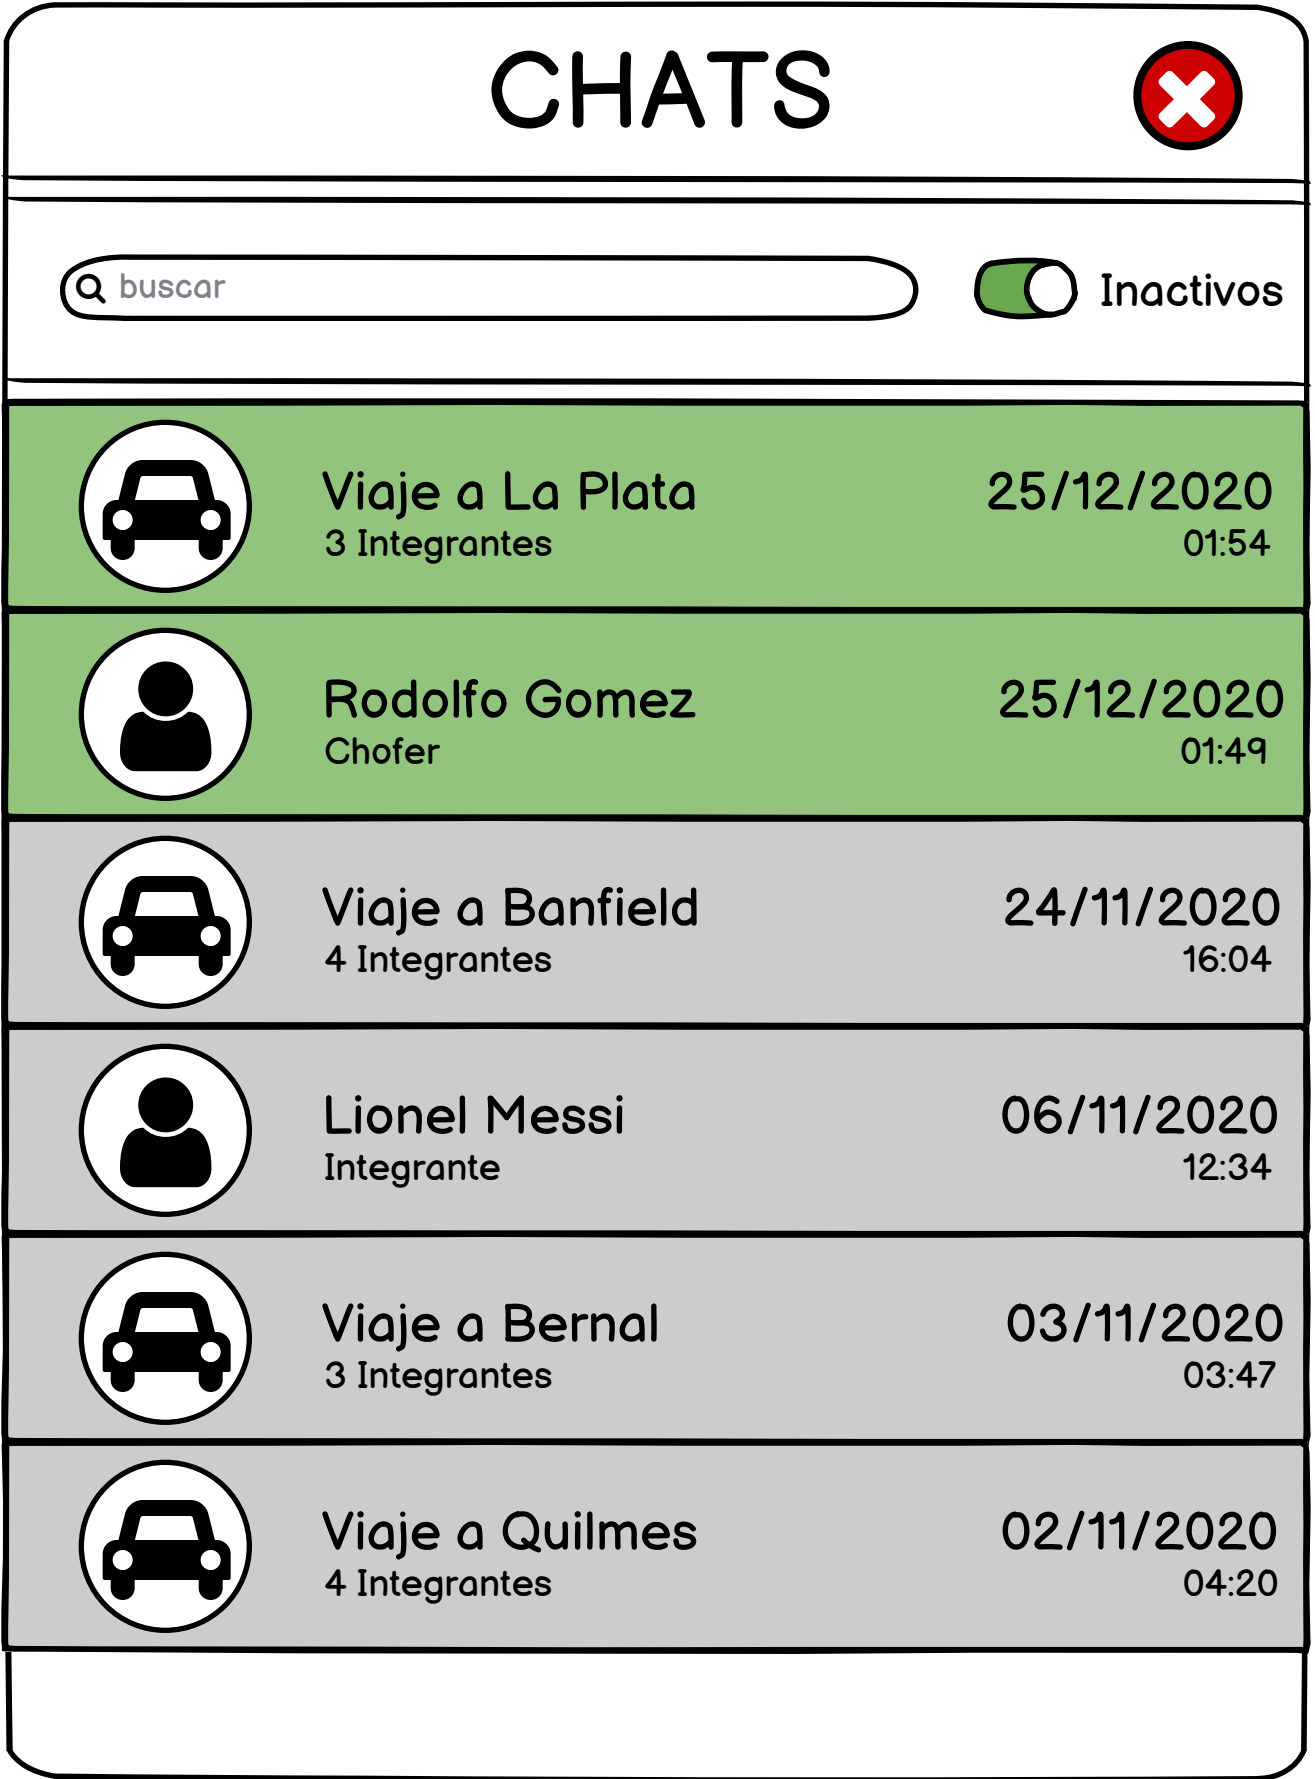 CHATS
buscar
Inactivos
Viaje a La Plata
25/12/2020
3 Integrantes
01:54
Rodolfo Gomez
25/12/2020
Chofer
01:49
Viaje a Banfield
24/11/2020
4 Integrantes
16:04
Lionel Messi
06/11/2020
Integrante
12:34
Viaje a Bernal
03/11/2020
3 Integrantes
03:47
Viaje a Quilmes
02/11/2020
4 Integrantes
04:20